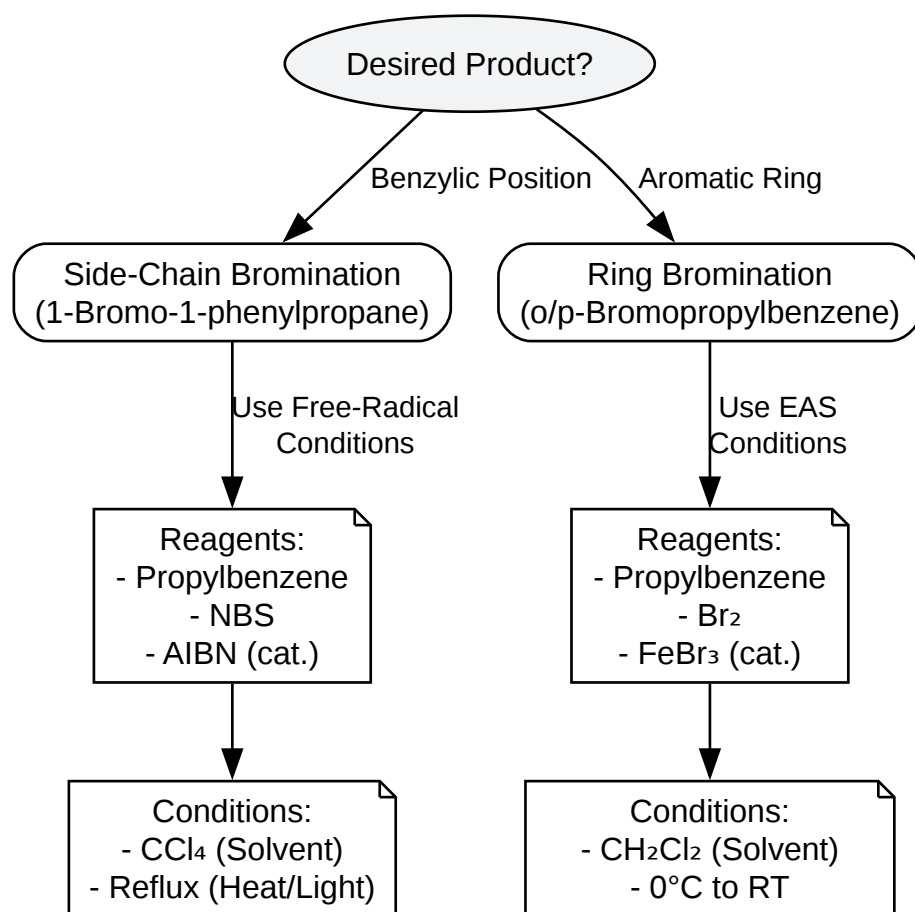 Desired Product?
Benzylic Position
Aromatic Ring
Side-Chain Bromination
(1-Bromo-1-phenylpropane)
Ring Bromination
(o/p-Bromopropylbenzene)
Use Free-Radical
Conditions
Use EAS
Conditions
Reagents:
- Propylbenzene
- NBS
- AIBN (cat.)
Reagents:
- Propylbenzene
- Br₂
- FeBr₃ (cat.)
Conditions:
- CCl₄ (Solvent)
- Reflux (Heat/Light)
Conditions:
- CH₂Cl₂ (Solvent)
- 0°C to RT